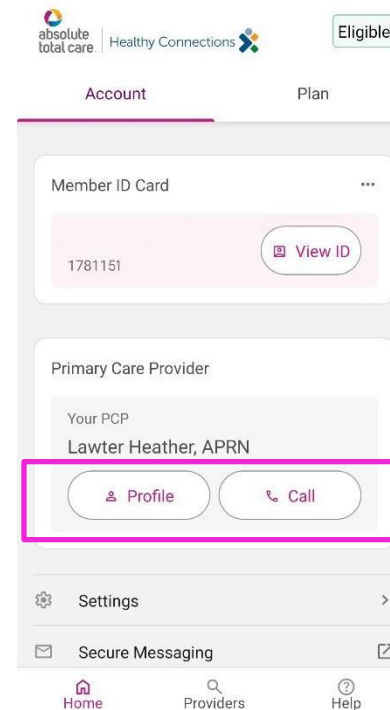 absolute
total care. Healthy Connections
Eligible
Account Plan
Member ID Card ...
1781151 View ID
Primary Care Provider
Your PCP
Lawter Heather, APRN
Profile Call
Settings
Secure Messaging
Home Providers Help